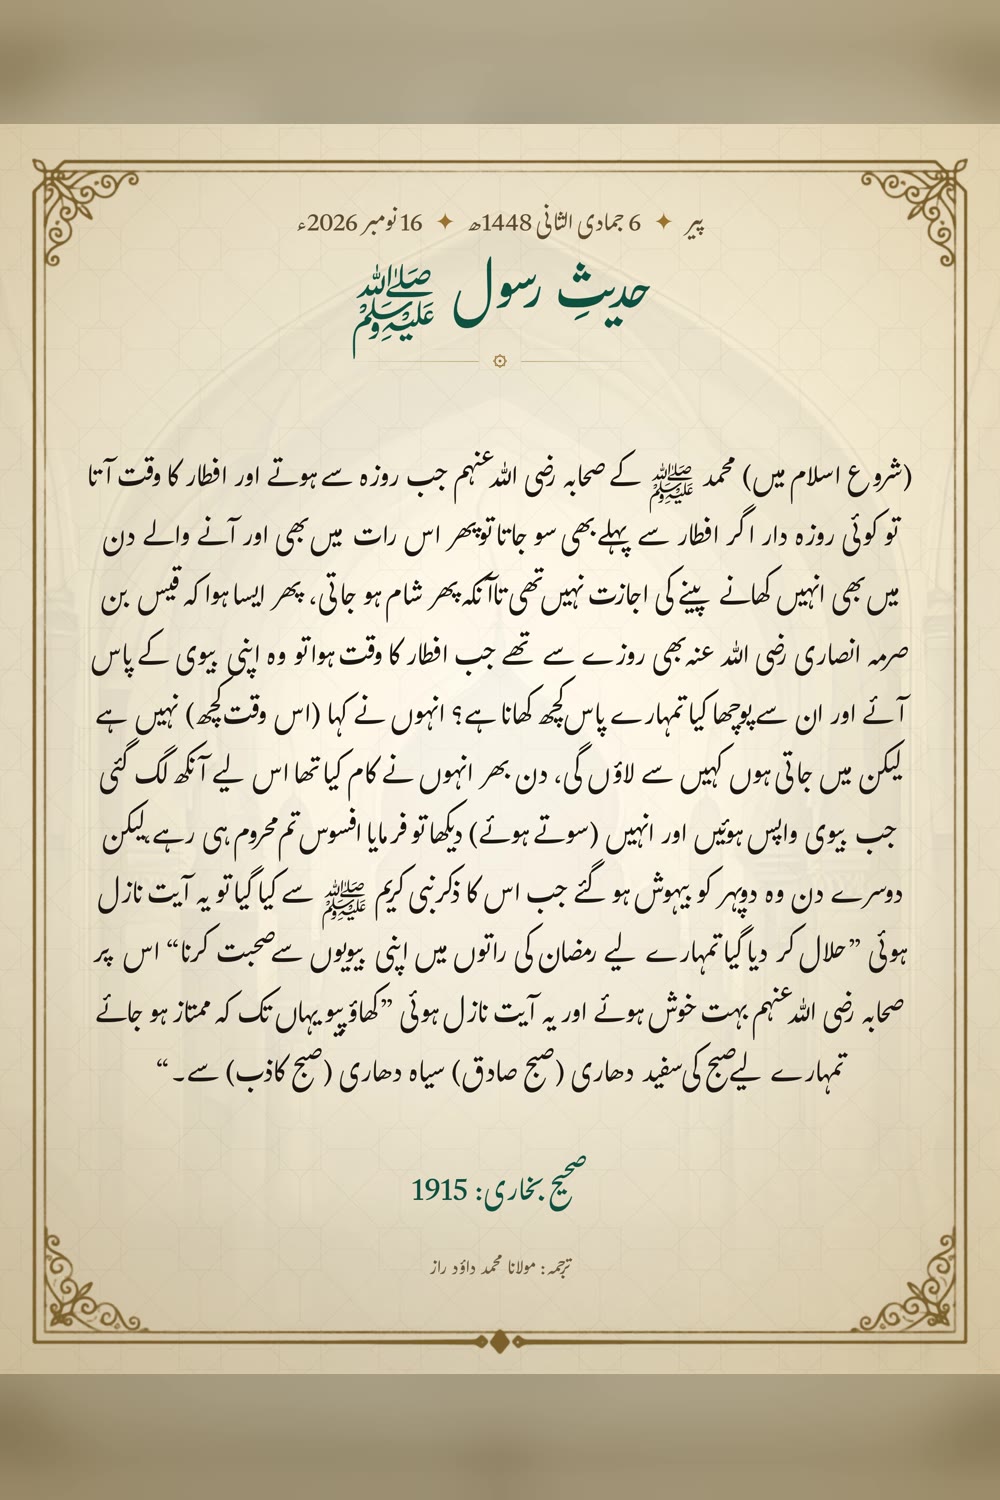 پیر ✦ 6 جمادی الثانی 1448ھ ✦ 16 نومبر 2026ء
حدیثِ رسول ﷺ
(شروع اسلام میں) محمد ﷺ کے صحابہ رضی اللہ عنہم جب روزہ سے ہوتے اور افطار کا وقت آتا
تو کوئی روزہ دار اگر افطار سے پہلے بھی سو جاتا تو پھر اس رات میں بھی اور آنے والے دن
میں بھی انہیں کھانے پینے کی اجازت نہیں تھی تاآنکہ پھر شام ہو جاتی، پھر ایسا ہوا کہ قیس بن
صرمہ انصاری رضی اللہ عنہ بھی روزے سے تھے جب افطار کا وقت ہوا تو وہ اپنی بیوی کے پاس
آئے اور ان سے پوچھا کیا تمہارے پاس کچھ کھانا ہے؟ انہوں نے کہا (اس وقت کچھ) نہیں ہے
لیکن میں جاتی ہوں کہیں سے لاؤں گی، دن بھر انہوں نے کام کیا تھا اس لیے آنکھ لگ گئی
جب بیوی واپس ہوئیں اور انہیں (سوتے ہوئے) دیکھا تو فرمایا افسوس تم محروم ہی رہے لیکن
دوسرے دن وہ دوپہر کو بیہوش ہو گئے جب اس کا ذکر نبی کریم ﷺ سے کیا گیا تو یہ آیت نازل
ہوئی ”حلال کر دیا گیا تمہارے لیے رمضان کی راتوں میں اپنی بیویوں سے صحبت کرنا“ اس پر
صحابہ رضی اللہ عنہم بہت خوش ہوئے اور یہ آیت نازل ہوئی ”کھاؤ پیو یہاں تک کہ ممتاز ہو جائے
تمہارے لیے صبح کی سفید دھاری (صبح صادق) سیاہ دھاری (صبح کاذب) سے۔“
صحیح بخاری: 1915
ترجمہ: مولانا محمد داؤد راز